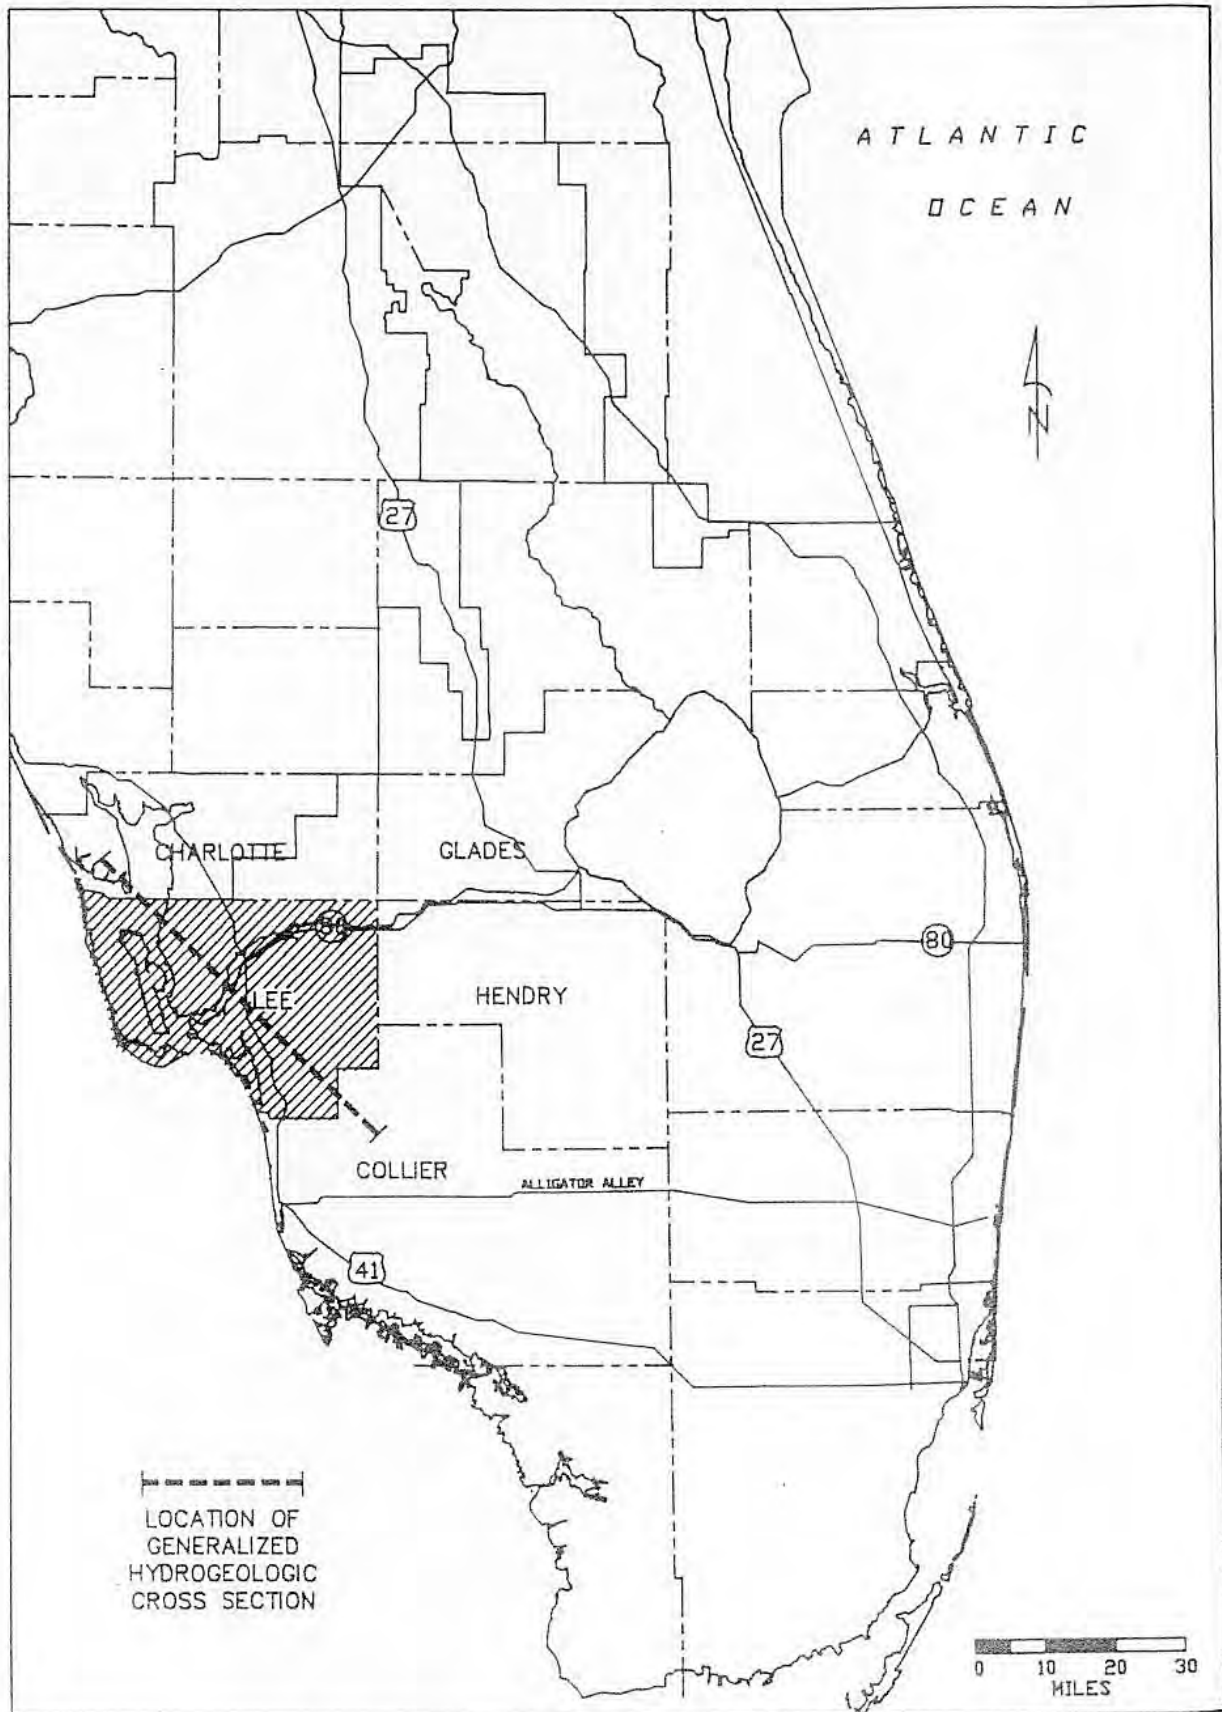 ATLANTIC
OCEAN
N
27
CHARLOTTE
GLADES
80
80
LEE
HENDRY
27
COLLIER
ALLIGATOR ALLEY
41
LOCATION OF
GENERALIZED
HYDROGEOLOGIC
CROSS SECTION
0 10 20 30
MILES